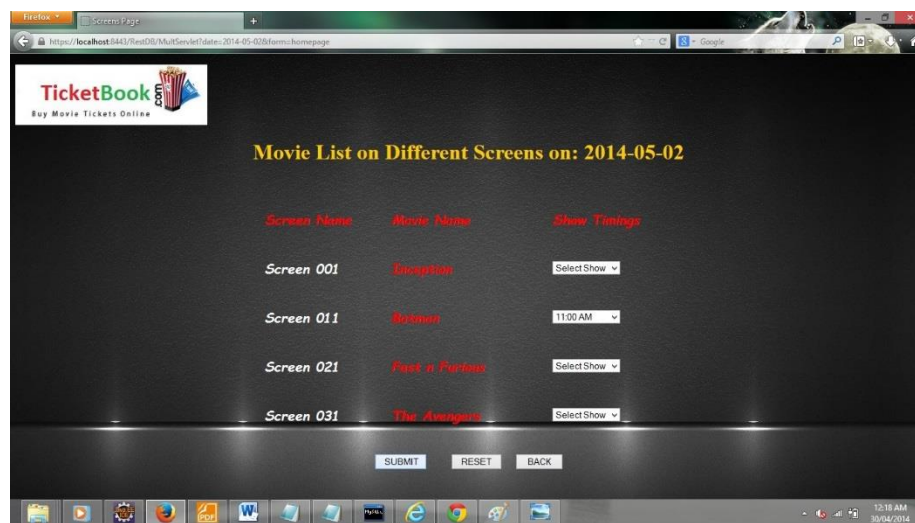 Firefox
Screens Page
+
https://localhost:8443/RestDB/MultServlet?date=2014-05-02&form=homepage
Google
TicketBook.com
Buy Movie Tickets Online
Movie List on Different Screens on: 2014-05-02
Screen Name Movie Name Show Timings
Screen 001 Inception Select Show
Screen 011 Batman 11:00 AM
Screen 021 Fast n Furious Select Show
Screen 031 The Avengers Select Show
SUBMIT RESET BACK
12:18 AM
30/04/2014